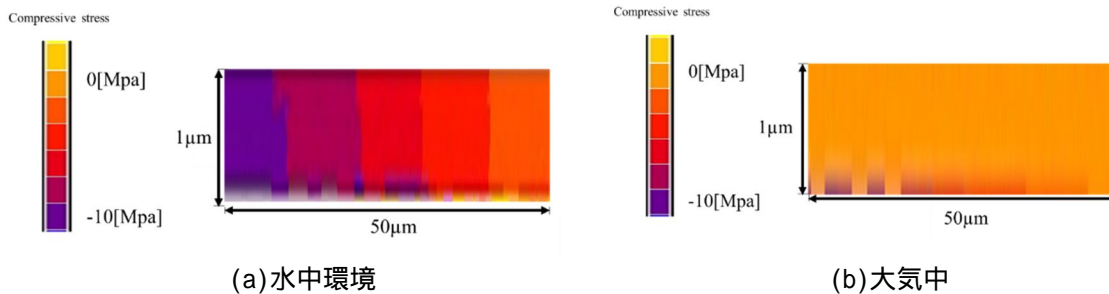 Compressive stress
0[Mpa]
-10[Mpa]
1μm
50μm
(a)水中環境
Compressive stress
0[Mpa]
-10[Mpa]
1μm
50μm
(b)大気中